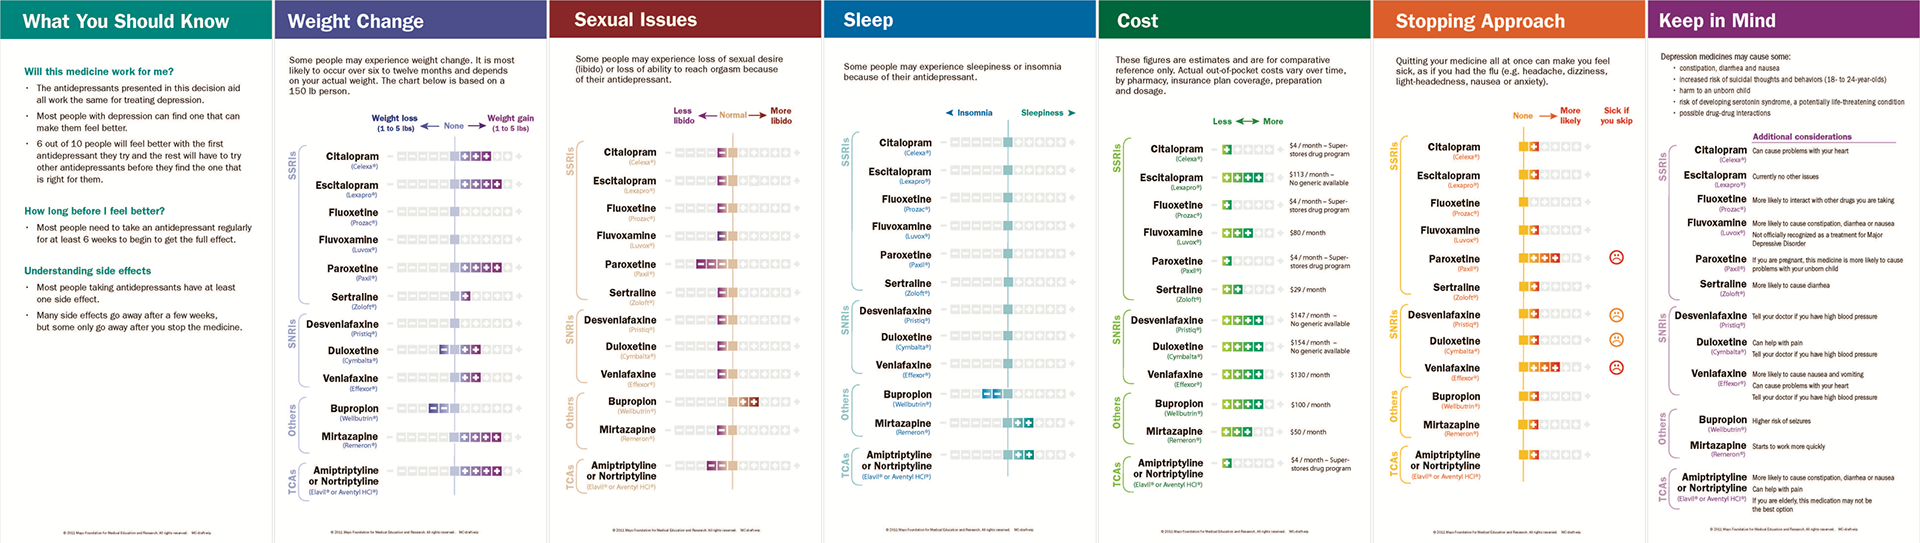 What You Should Know
Will this medicine work for me?
• The antidepressants presented in this decision aid
all work the same for treating depression.
• Most people with depression can find one that can
make them feel better.
• 6 out of 10 people will feel better with the first
antidepressant they try and the rest will have to try
other antidepressants before they find the one that
is right for them.
How long before I feel better?
• Most people need to take an antidepressant regularly
for at least 6 weeks to begin to get the full effect.
Understanding side effects
• Most people taking antidepressants have at least
one side effect.
• Many side effects go away after a few weeks,
but some only go away after you stop the medicine.
Weight Change
Some people may experience weight change. It is most
likely to occur over six to twelve months and depends
on your actual weight. The chart below is based on a
150 lb person.
Weight loss
(1 to 5 lbs)
None
Weight gain
(1 to 5 lbs)
SSRIs
Citalopram
(Celexa®)
Escitalopram
(Lexapro®)
Fluoxetine
(Prozac®)
Fluvoxamine
(Luvox®)
Paroxetine
(Paxil®)
Sertraline
(Zoloft®)
SNRIs
Desvenlafaxine
(Pristiq®)
Duloxetine
(Cymbalta®)
Venlafaxine
(Effexor®)
Others
Bupropion
(Wellbutrin®)
Mirtazapine
(Remeron®)
TCAs
Amiptriptyline
or Nortriptyline
(Elavil® or Aventyl HCl®)
Sexual Issues
Some people may experience loss of sexual desire
(libido) or loss of ability to reach orgasm because
of their antidepressant.
Less
libido
Normal
More
libido
SSRIs
Citalopram
(Celexa®)
Escitalopram
(Lexapro®)
Fluoxetine
(Prozac®)
Fluvoxamine
(Luvox®)
Paroxetine
(Paxil®)
Sertraline
(Zoloft®)
SNRIs
Desvenlafaxine
(Pristiq®)
Duloxetine
(Cymbalta®)
Venlafaxine
(Effexor®)
Others
Bupropion
(Wellbutrin®)
Mirtazapine
(Remeron®)
TCAs
Amiptriptyline
or Nortriptyline
(Elavil® or Aventyl HCl®)
Sleep
Some people may experience sleepiness or insomnia
because of their antidepressant.
Insomnia
Sleepiness
SSRIs
Citalopram
(Celexa®)
Escitalopram
(Lexapro®)
Fluoxetine
(Prozac®)
Fluvoxamine
(Luvox®)
Paroxetine
(Paxil®)
Sertraline
(Zoloft®)
SNRIs
Desvenlafaxine
(Pristiq®)
Duloxetine
(Cymbalta®)
Venlafaxine
(Effexor®)
Others
Bupropion
(Wellbutrin®)
Mirtazapine
(Remeron®)
TCAs
Amiptriptyline
or Nortriptyline
(Elavil® or Aventyl HCl®)
Cost
These figures are estimates and are for comparative
reference only. Actual out-of-pocket costs vary over time,
by pharmacy, insurance plan coverage, preparation
and dosage.
Less
More
SSRIs
Citalopram
(Celexa®)
$4 / month – Super-
stores drug program
Escitalopram
(Lexapro®)
$113 / month –
No generic available
Fluoxetine
(Prozac®)
$4 / month – Super-
stores drug program
Fluvoxamine
(Luvox®)
$80 / month
Paroxetine
(Paxil®)
$4 / month – Super-
stores drug program
Sertraline
(Zoloft®)
$29 / month
SNRIs
Desvenlafaxine
(Pristiq®)
$147 / month –
No generic available
Duloxetine
(Cymbalta®)
$154 / month –
No generic available
Venlafaxine
(Effexor®)
$130 / month
Others
Bupropion
(Wellbutrin®)
$100 / month
Mirtazapine
(Remeron®)
$50 / month
TCAs
Amiptriptyline
or Nortriptyline
(Elavil® or Aventyl HCl®)
$4 / month – Super-
stores drug program
Stopping Approach
Quitting your medicine all at once can make you feel
sick, as if you had the flu (e.g. headache, dizziness,
light-headedness, nausea or anxiety).
None
More
likely
Sick if
you skip
SSRIs
Citalopram
(Celexa®)
Escitalopram
(Lexapro®)
Fluoxetine
(Prozac®)
Fluvoxamine
(Luvox®)
Paroxetine
(Paxil®)
Sertraline
(Zoloft®)
SNRIs
Desvenlafaxine
(Pristiq®)
Duloxetine
(Cymbalta®)
Venlafaxine
(Effexor®)
Others
Bupropion
(Wellbutrin®)
Mirtazapine
(Remeron®)
TCAs
Amiptriptyline
or Nortriptyline
(Elavil® or Aventyl HCl®)
Keep in Mind
Depression medicines may cause some:
• constipation, diarrhea and nausea
• increased risk of suicidal thoughts and behaviors (18- to 24-year-olds)
• harm to an unborn child
• risk of developing serotonin syndrome, a potentially life-threatening condition
• possible drug-drug interactions
Additional considerations
SSRIs
Citalopram
(Celexa®)
Can cause problems with your heart
Escitalopram
(Lexapro®)
Currently no other issues
Fluoxetine
(Prozac®)
More likely to interact with other drugs you are taking
Fluvoxamine
(Luvox®)
More likely to cause constipation, diarrhea or nausea
Not officially recognized as a treatment for Major
Depressive Disorder
Paroxetine
(Paxil®)
If you are pregnant, this medicine is more likely to cause
problems with your unborn child
Sertraline
(Zoloft®)
More likely to cause diarrhea
SNRIs
Desvenlafaxine
(Pristiq®)
Tell your doctor if you have high blood pressure
Duloxetine
(Cymbalta®)
Can help with pain
Tell your doctor if you have high blood pressure
Venlafaxine
(Effexor®)
More likely to cause nausea and vomiting
Can cause problems with your heart
Tell your doctor if you have high blood pressure
Others
Bupropion
(Wellbutrin®)
Higher risk of seizures
Mirtazapine
(Remeron®)
Starts to work more quickly
TCAs
Amiptriptyline
or Nortriptyline
(Elavil® or Aventyl HCl®)
More likely to cause constipation, diarrhea or nausea
Can help with pain
If you are elderly, this medication may not be
the best option